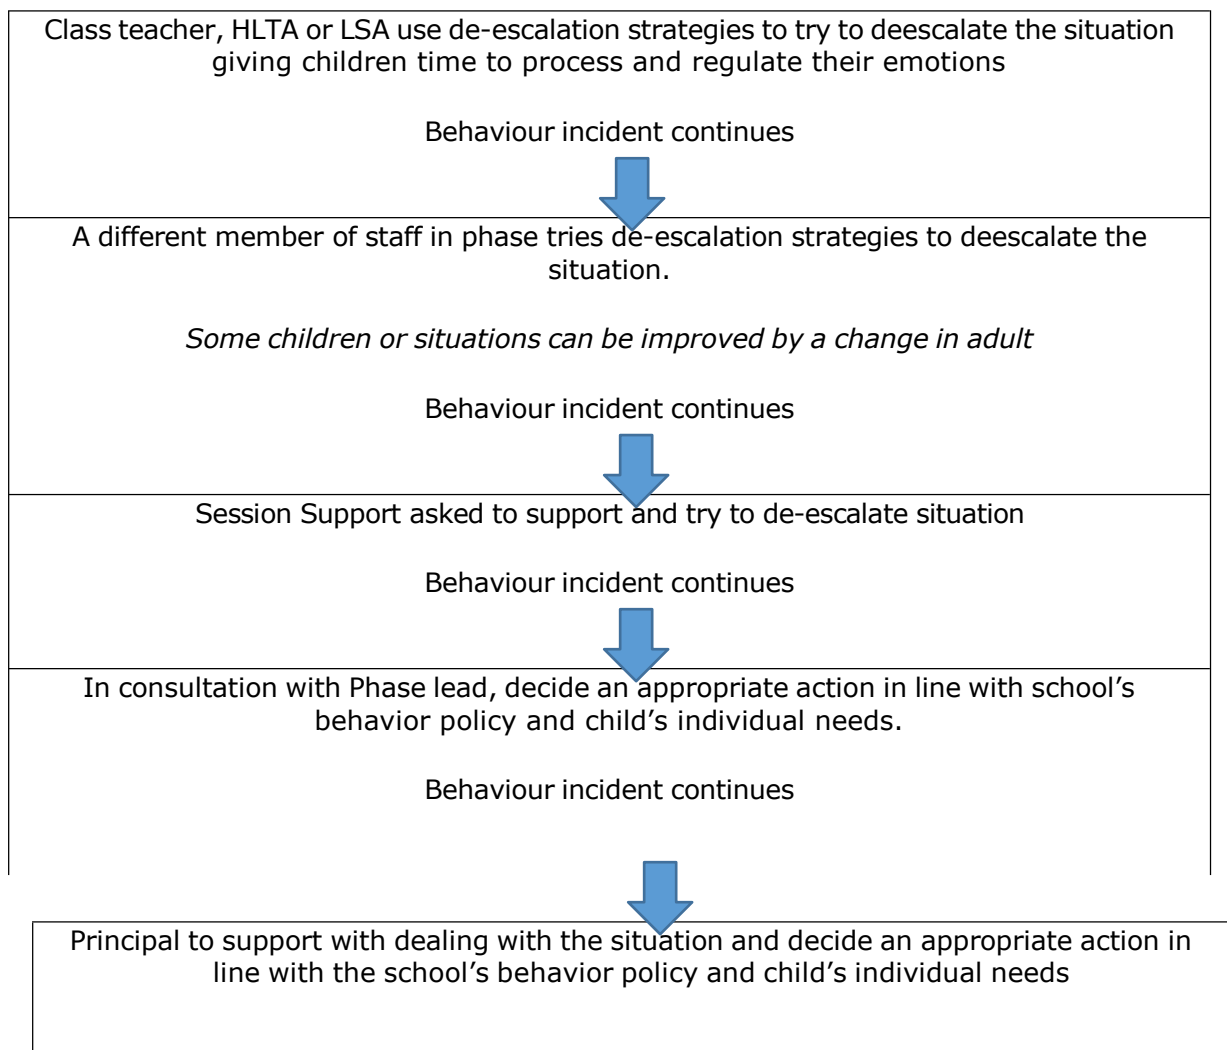 Class teacher, HLTA or LSA use de-escalation strategies to try to deescalate the situation
giving children time to process and regulate their emotions
Behaviour incident continues
A different member of staff in phase tries de-escalation strategies to deescalate the
situation.
Some children or situations can be improved by a change in adult
Behaviour incident continues
Session Support asked to support and try to de-escalate situation
Behaviour incident continues
In consultation with Phase lead, decide an appropriate action in line with school’s
behavior policy and child’s individual needs.
Behaviour incident continues
Principal to support with dealing with the situation and decide an appropriate action in
line with the school’s behavior policy and child’s individual needs